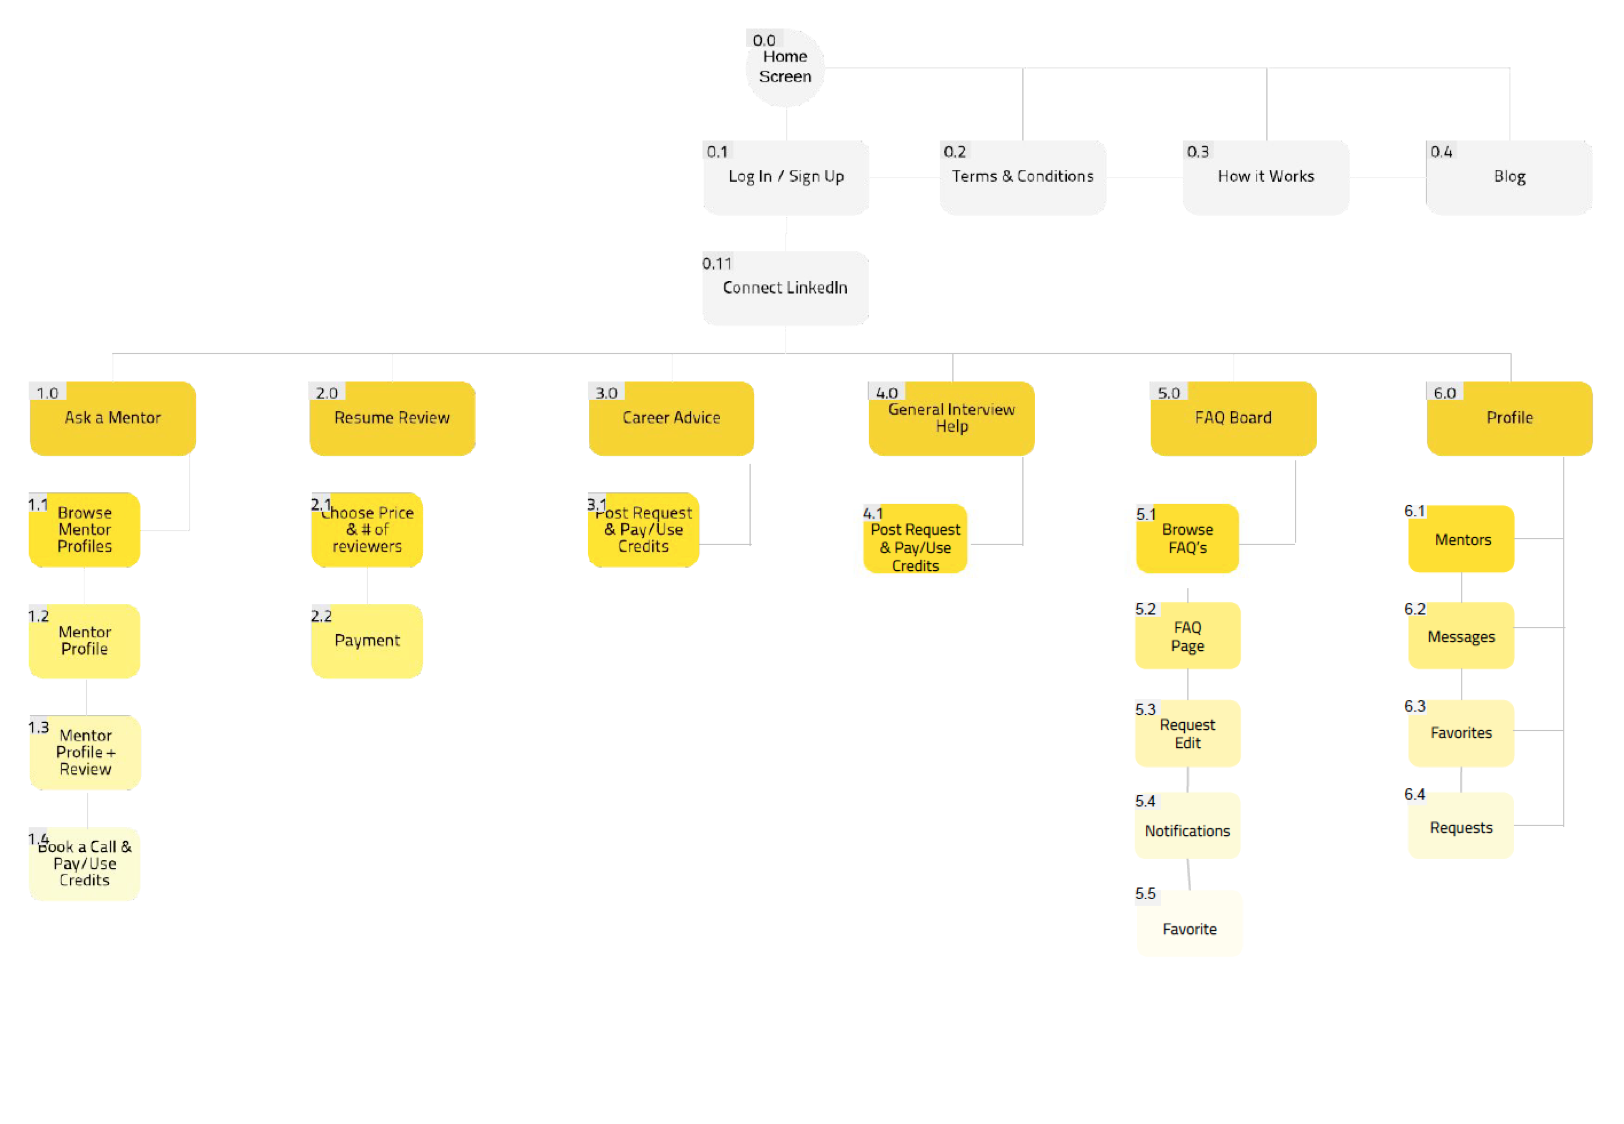 0.0
Home
Screen
0.1
Log In / Sign Up
0.2
Terms & Conditions
0.3
How it Works
0.4
Blog
0.11
Connect LinkedIn
1.0
Ask a Mentor
2.0
Resume Review
3.0
Career Advice
4.0
General Interview
Help
5.0
FAQ Board
6.0
Profile
1.1
Browse
Mentor
Profiles
1.2
Mentor
Profile
1.3
Mentor
Profile +
Review
1.4
Book a Call &
Pay/Use
Credits
2.1
Choose Price
& # of
reviewers
2.2
Payment
3.1
Post Request
& Pay/Use
Credits
4.1
Post Request
& Pay/Use
Credits
5.1
Browse
FAQ's
5.2
FAQ
Page
5.3
Request
Edit
5.4
Notifications
5.5
Favorite
6.1
Mentors
6.2
Messages
6.3
Favorites
6.4
Requests